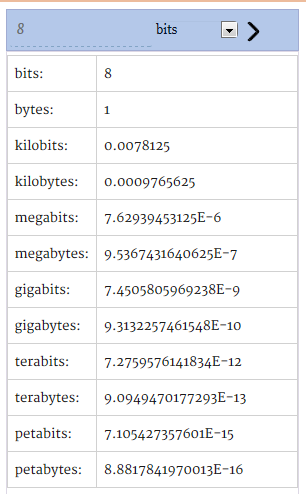 8 bits
bits: 8
bytes: 1
kilobits: 0.0078125
kilobytes: 0.0009765625
megabits: 7.62939453125E-6
megabytes: 9.5367431640625E-7
gigabits: 7.4505805969238E-9
gigabytes: 9.3132257461548E-10
terabits: 7.2759576141834E-12
terabytes: 9.0949470177293E-13
petabits: 7.105427357601E-15
petabytes: 8.8817841970013E-16